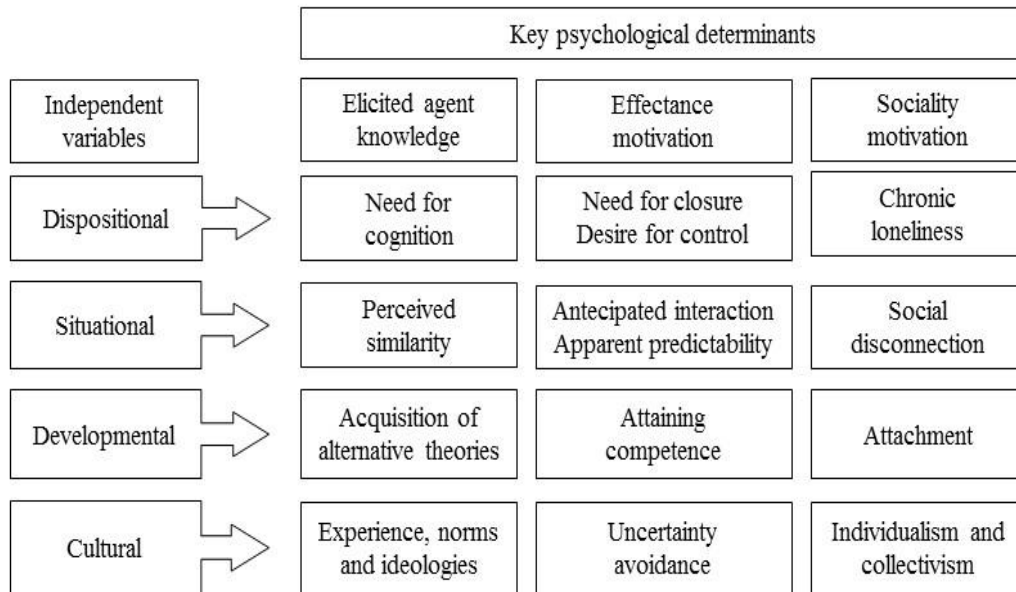 Key psychological determinants
Independent
variables
Elicited agent
knowledge
Effectance
motivation
Sociality
motivation
Dispositional
Need for
cognition
Need for closure
Desire for control
Chronic
loneliness
Situational
Perceived
similarity
Antecipated interaction
Apparent predictability
Social
disconnection
Developmental
Acquisition of
alternative theories
Attaining
competence
Attachment
Cultural
Experience, norms
and ideologies
Uncertainty
avoidance
Individualism and
collectivism